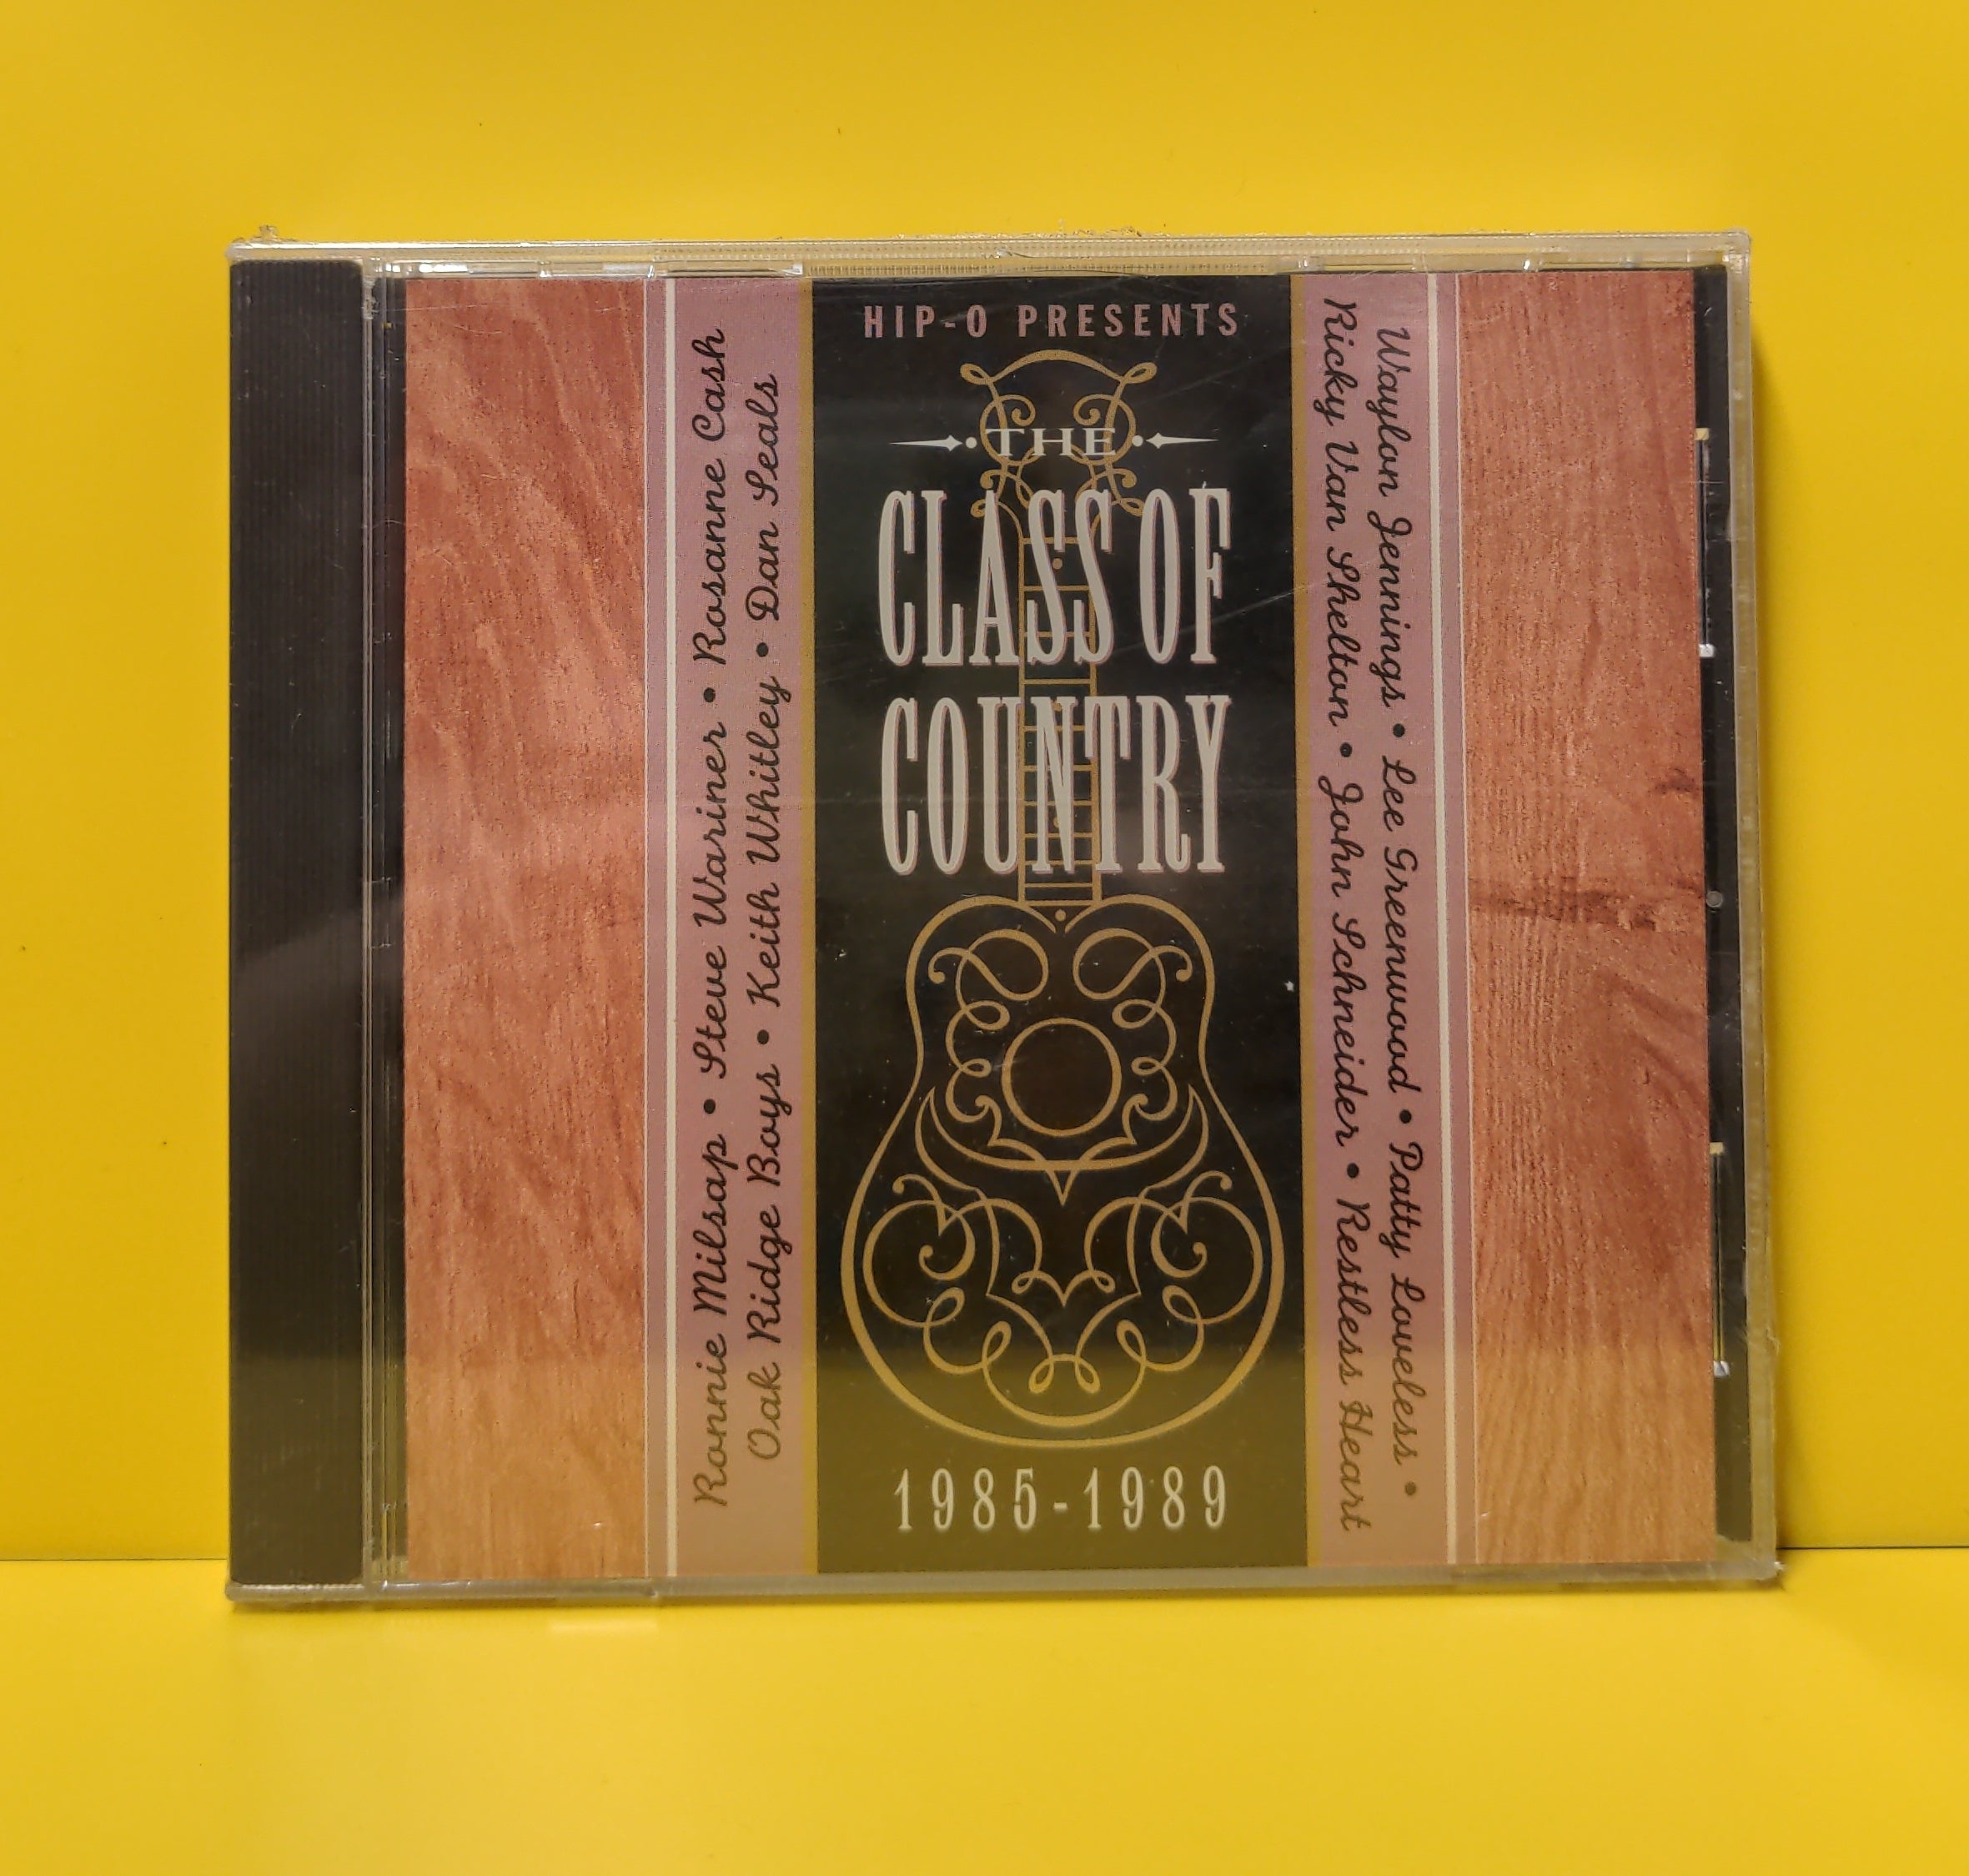 HIP-O PRESENTS
THE
CLASS OF
COUNTRY
1985-1989
Ronnie Milsap • Steve Wariner • Rosanne Cash
Oak Ridge Boys • Keith Whitley • Dan Seals
Waylon Jennings • Lee Greenwood • Patty Loveless •
Ricky Van Shelton • John Schneider • Restless Heart